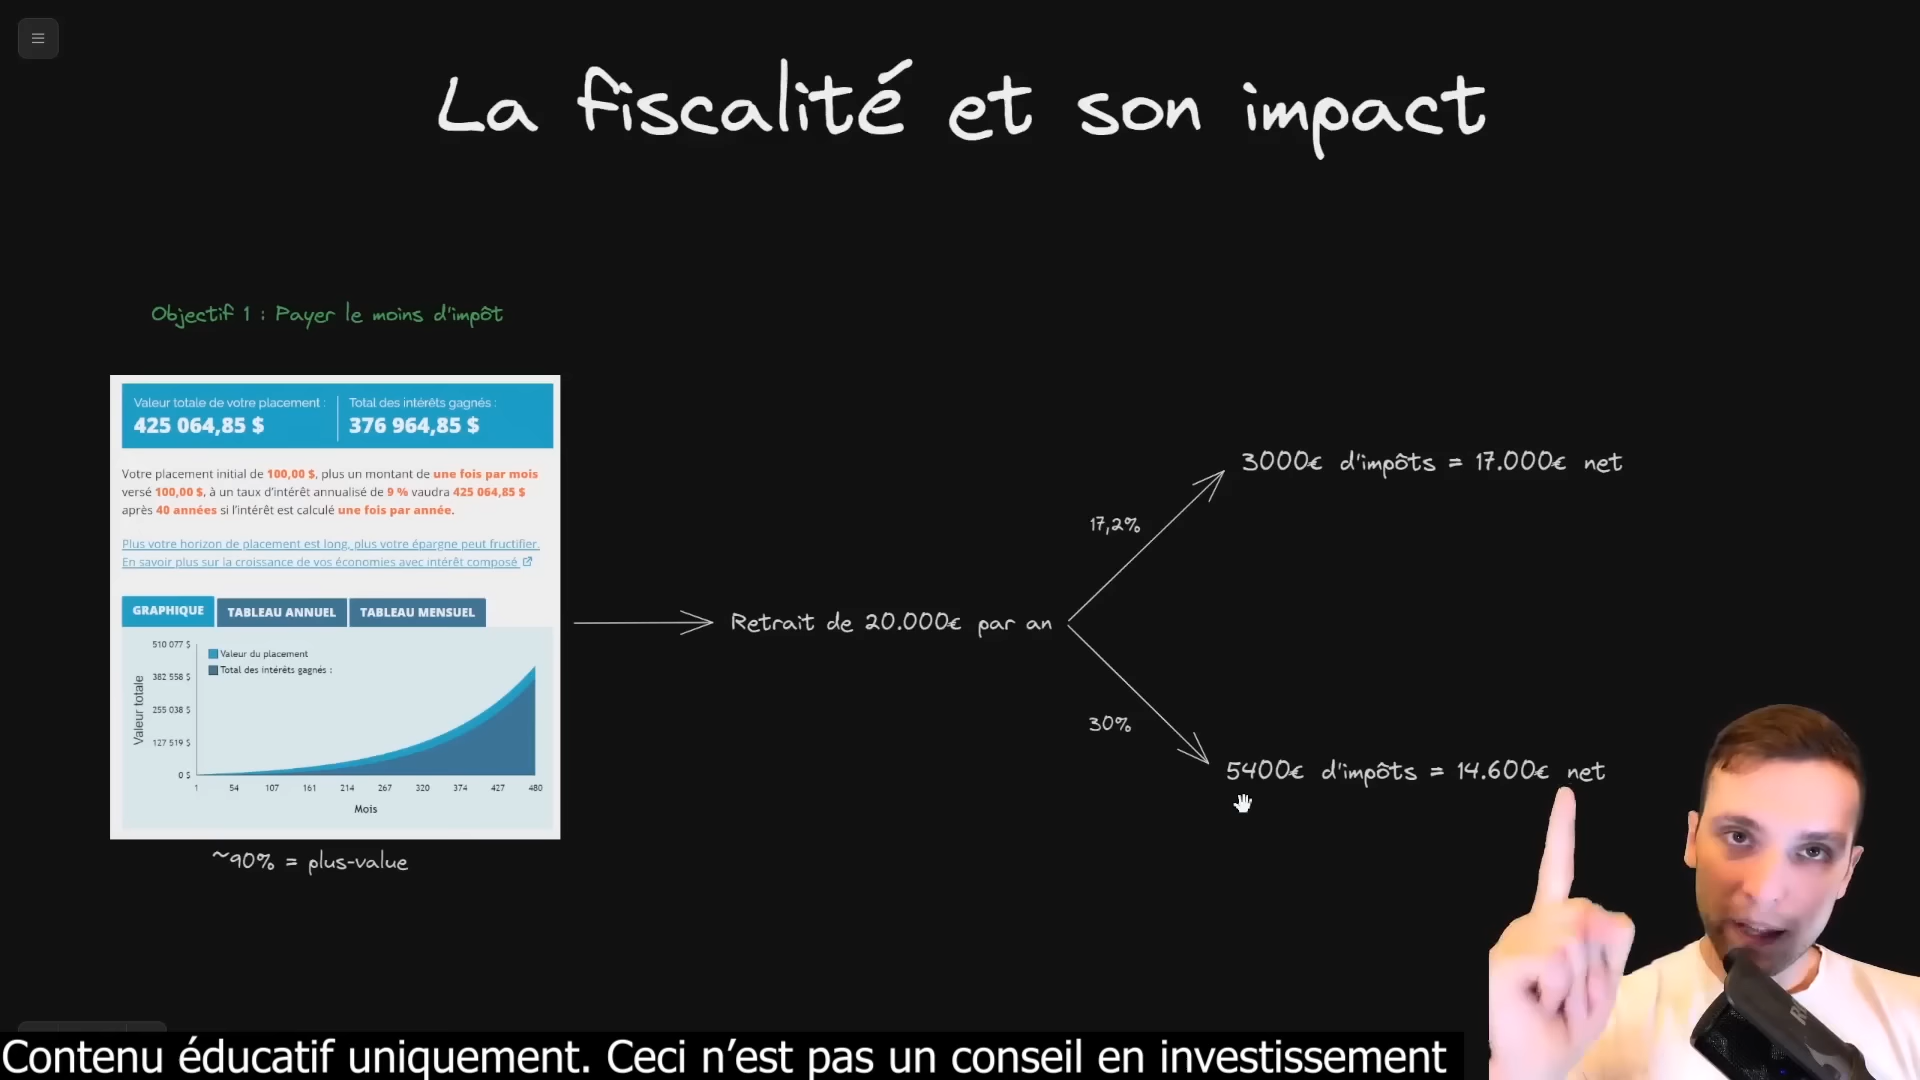 La fiscalité et son impact
Objectif 1 : Payer le moins d'impôt
Valeur totale de votre placement :
425 064,85 $
Total des intérêts gagnés :
376 964,85 $
Votre placement initial de 100,00 $, plus un montant de une fois par mois
versé 100,00 $, à un taux d'intérêt annualisé de 9 % vaudra 425 064,85 $
après 40 années si l'intérêt est calculé une fois par année.
Plus votre horizon de placement est long, plus votre épargne peut fructifier.
En savoir plus sur la croissance de vos économies avec intérêt composé
GRAPHIQUE
TABLEAU ANNUEL
TABLEAU MENSUEL
Valeur totale
510 077 $
382 558 $
255 038 $
127 519 $
0 $
Valeur du placement
Total des intérêts gagnés :
1 54 107 161 214 267 320 374 427 480
Mois
~90% = plus-value
Retrait de 20.000€ par an
17,2%
3000€ d'impôts = 17.000€ net
30%
5400€ d'impôts = 14.600€ net
Contenu éducatif uniquement. Ceci n'est pas un conseil en investissement